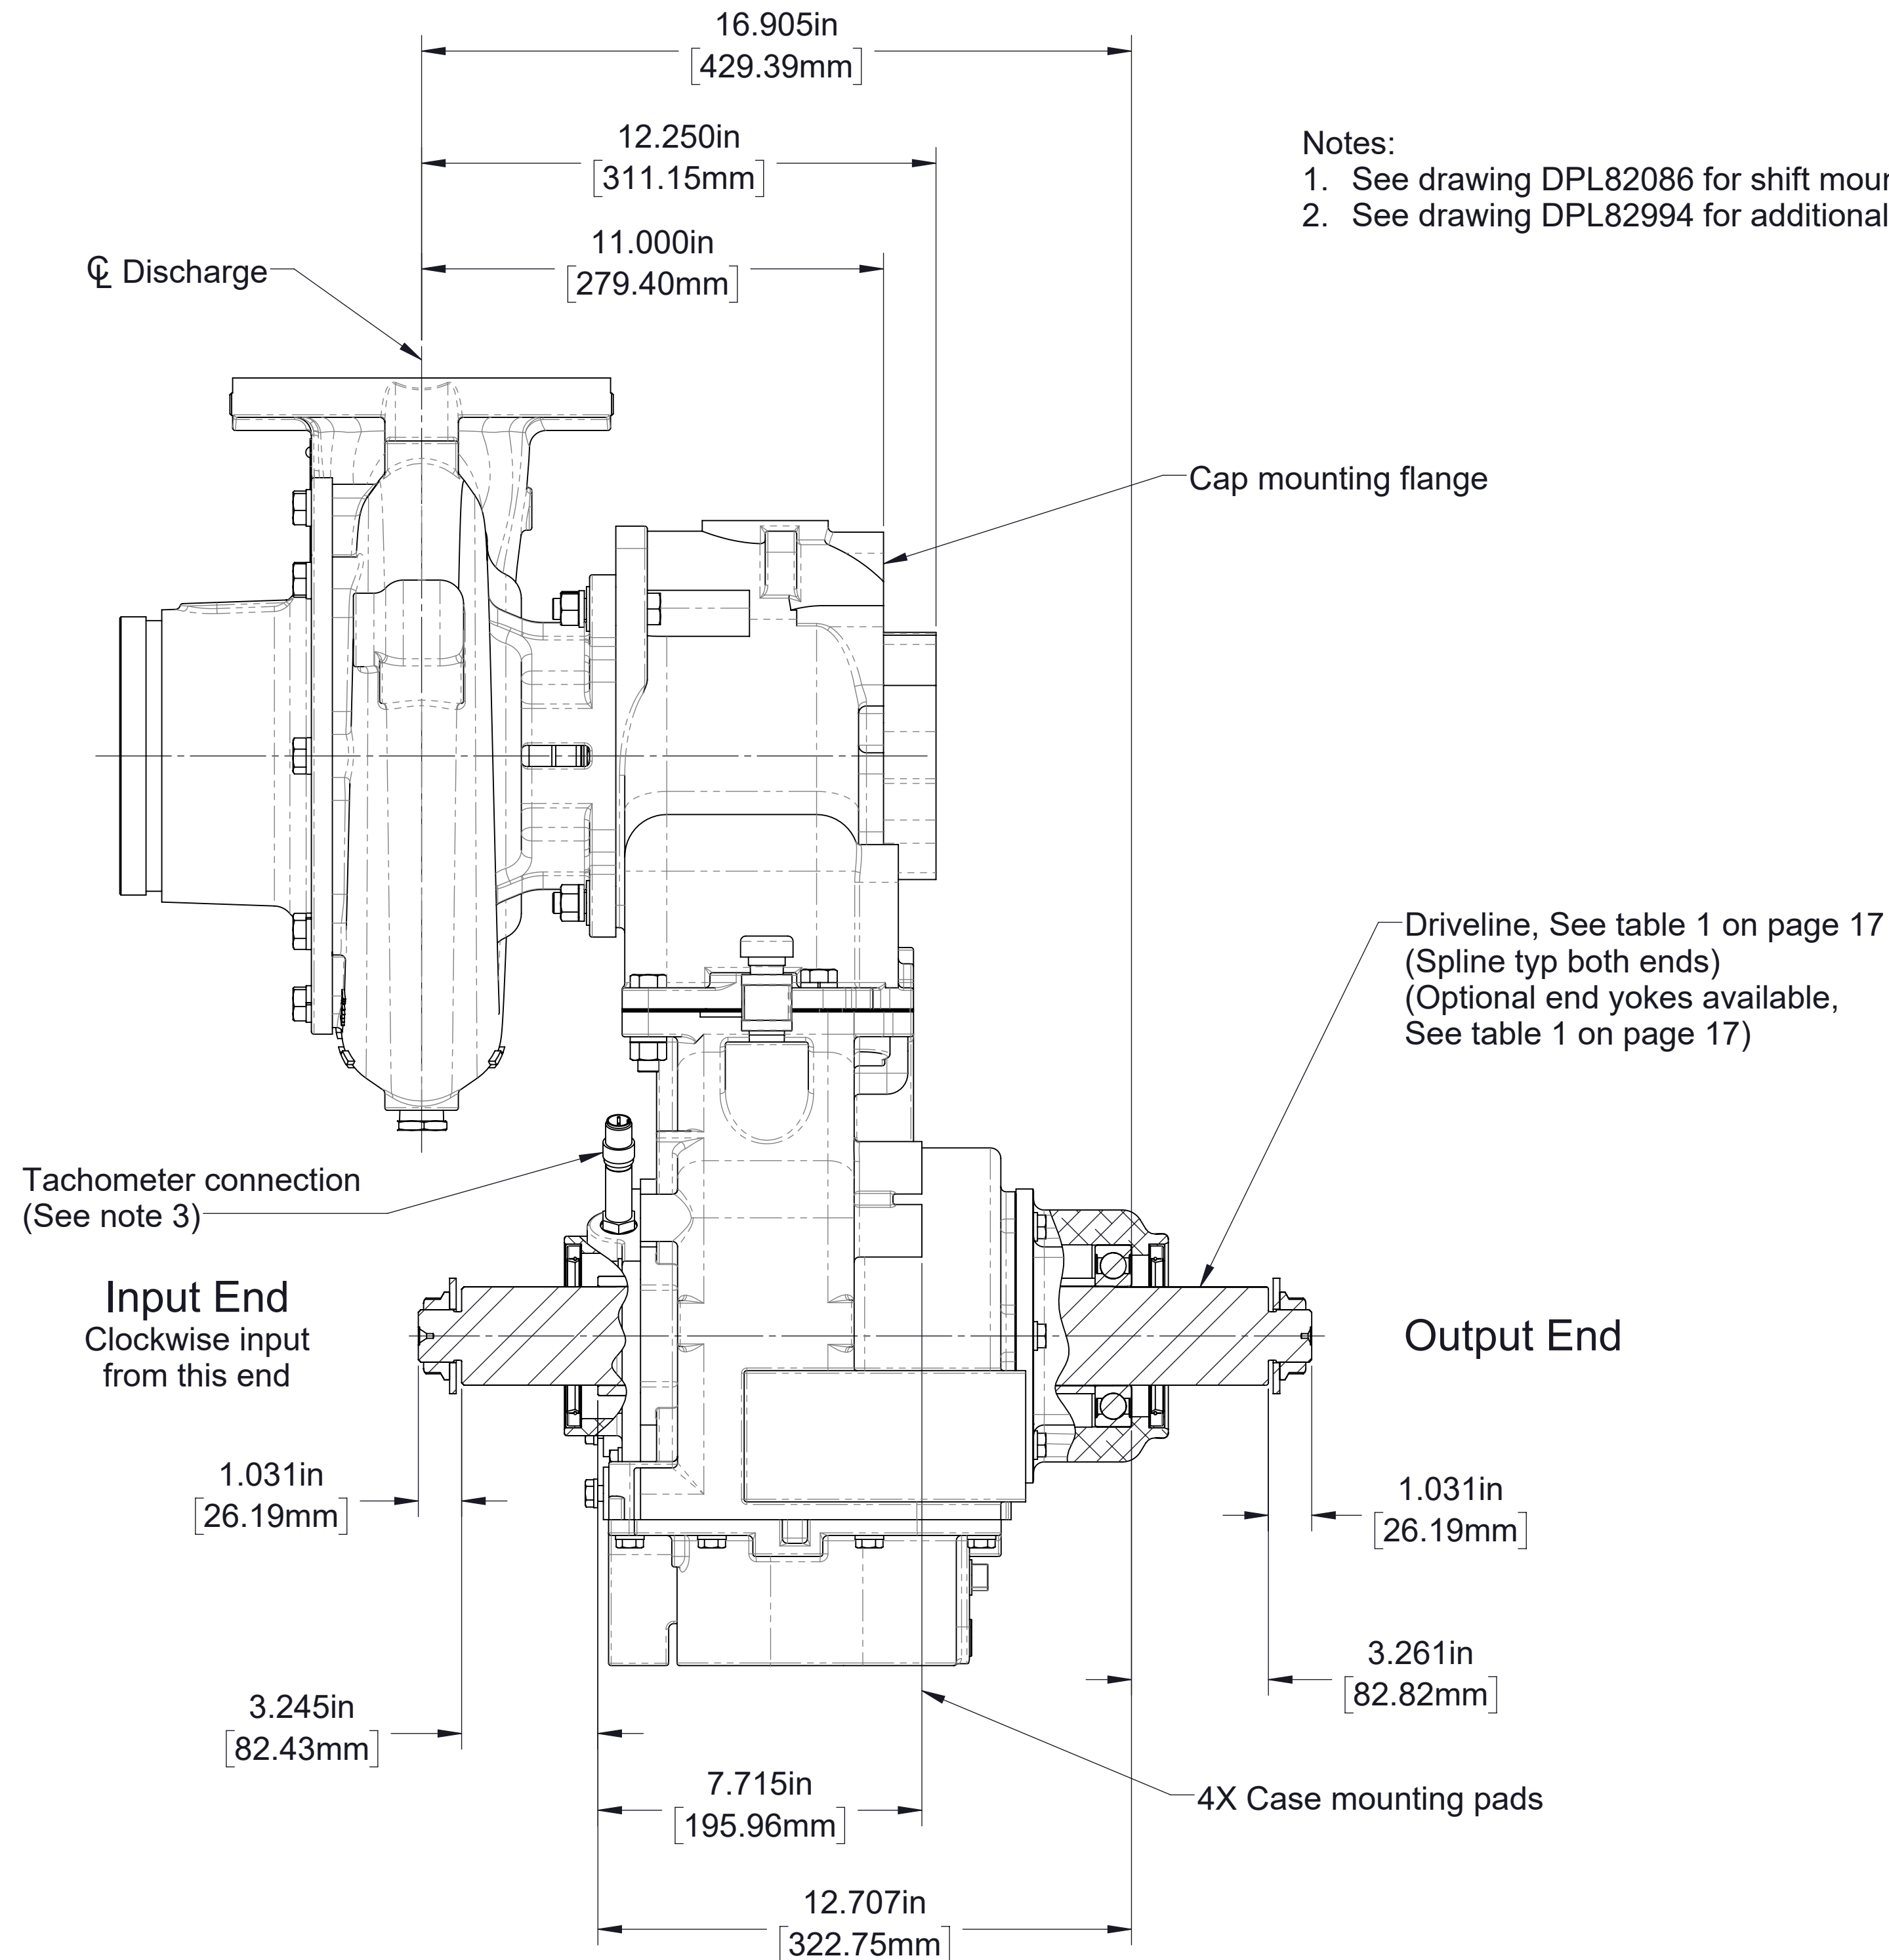 16.905in
[429.39mm]
12.250in
[311.15mm]
11.000in
[279.40mm]
Notes:
1. See drawing DPL82086 for shift
2. See drawing DPL82994 for additional
℄ Discharge
Cap mounting flange
Driveline, See table 1 on page 17
(Spline typ both ends)
(Optional end yokes available,
See table 1 on page 17)
Tachometer connection
(See note 3)
Input End
Clockwise input
from this end
Output End
1.031in
[26.19mm]
1.031in
[26.19mm]
3.261in
[82.82mm]
3.245in
[82.43mm]
7.715in
[195.96mm]
4X Case mounting pads
12.707in
[322.75mm]